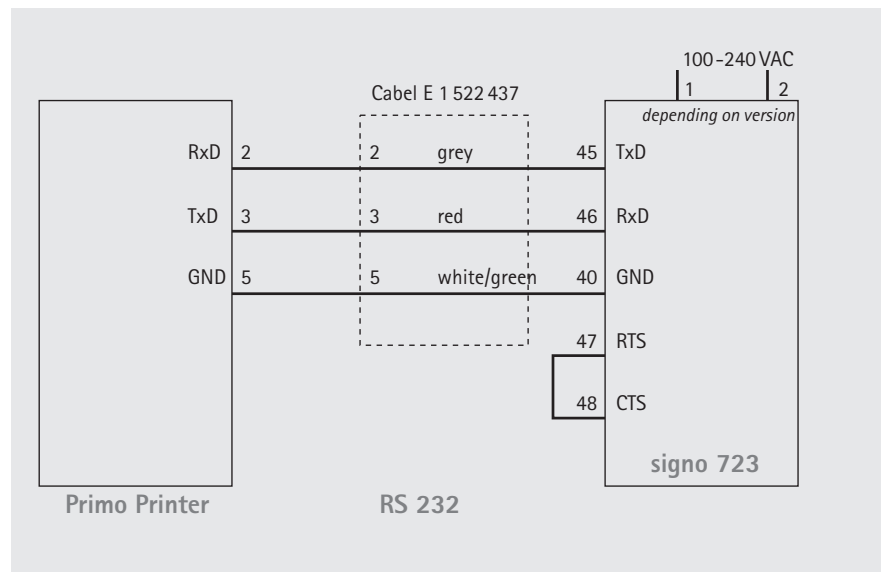 100-240 VAC
1 2
depending on version
Cabel E 1 522 437
RxD 2 2 grey 45 TxD
TxD 3 3 red 46 RxD
GND 5 5 white/green 40 GND
47 RTS
48 CTS
signo 723
Primo Printer RS 232